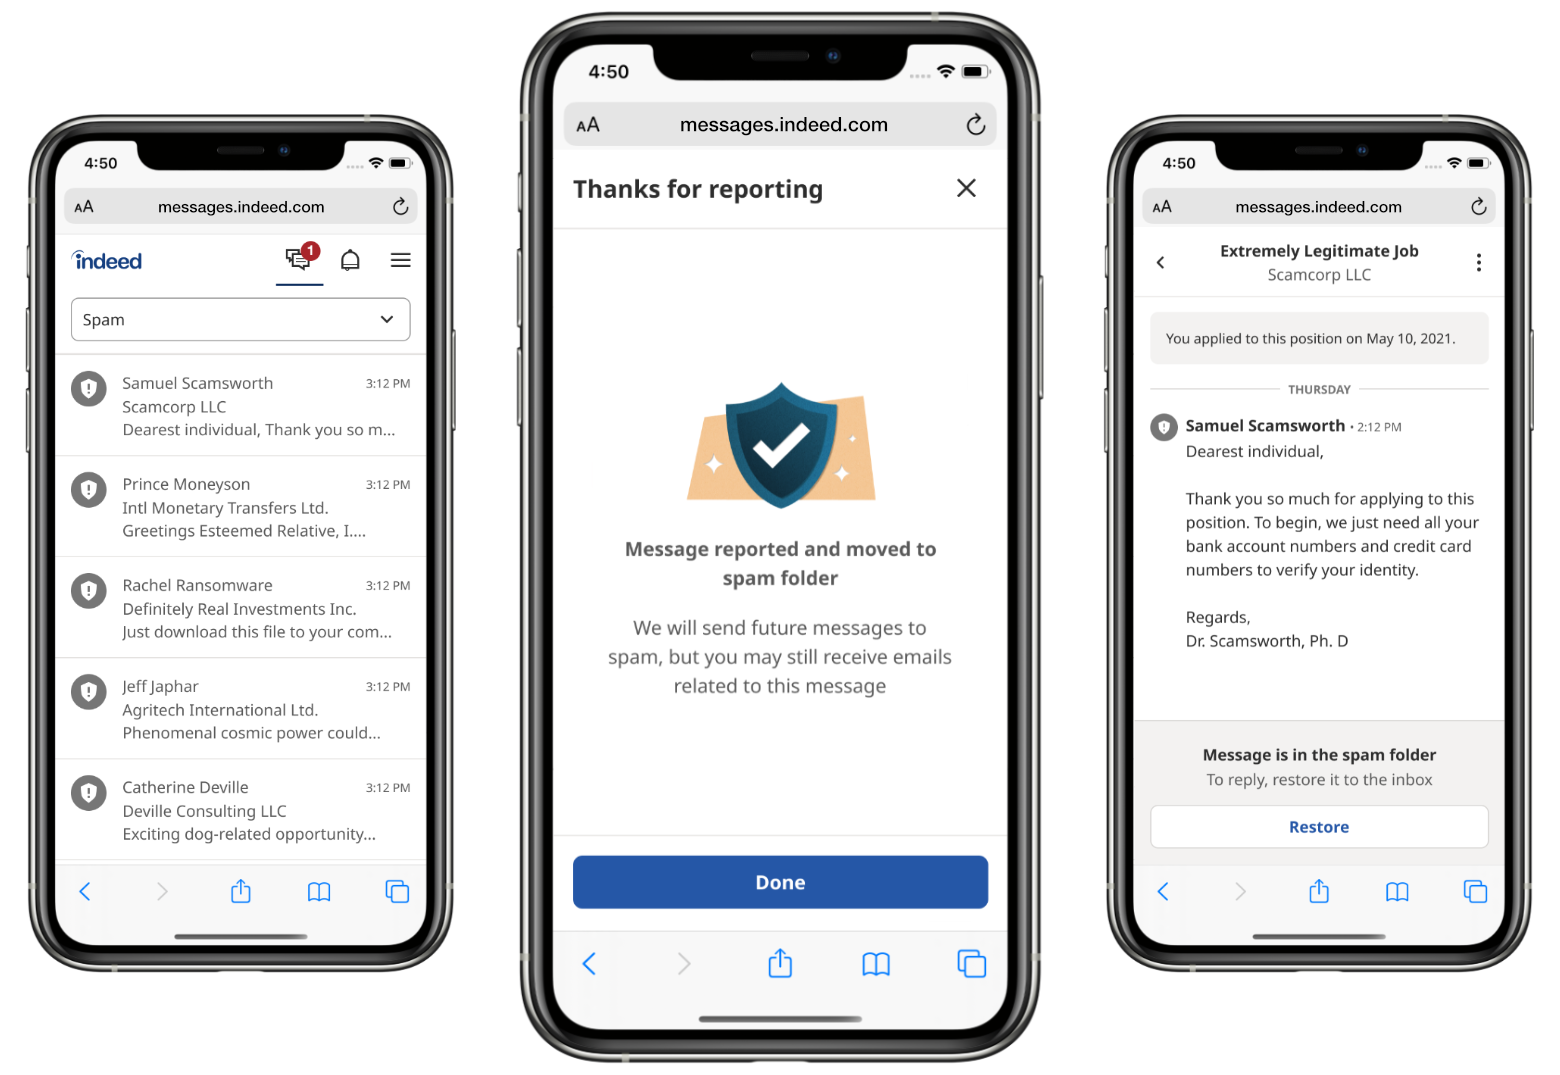 4:50
AA messages.indeed.com
indeed
1
Spam
Samuel Scamsworth 3:12 PM
Scamcorp LLC
Dearest individual, Thank you so m...
Prince Moneyson 3:12 PM
Intl Monetary Transfers Ltd.
Greetings Esteemed Relative, I....
Rachel Ransomware 3:12 PM
Definitely Real Investments Inc.
Just download this file to your com...
Jeff Japhar 3:12 PM
Agritech International Ltd.
Phenomenal cosmic power could...
Catherine Deville 3:12 PM
Deville Consulting LLC
Exciting dog-related opportunity...
4:50
AA messages.indeed.com
Thanks for reporting
Message reported and moved to
spam folder
We will send future messages to
spam, but you may still receive emails
related to this message
Done
4:50
AA messages.indeed.com
Extremely Legitimate Job
Scamcorp LLC
You applied to this position on May 10, 2021.
THURSDAY
Samuel Scamsworth • 2:12 PM
Dearest individual,
Thank you so much for applying to this
position. To begin, we just need all your
bank account numbers and credit card
numbers to verify your identity.
Regards,
Dr. Scamsworth, Ph. D
Message is in the spam folder
To reply, restore it to the inbox
Restore